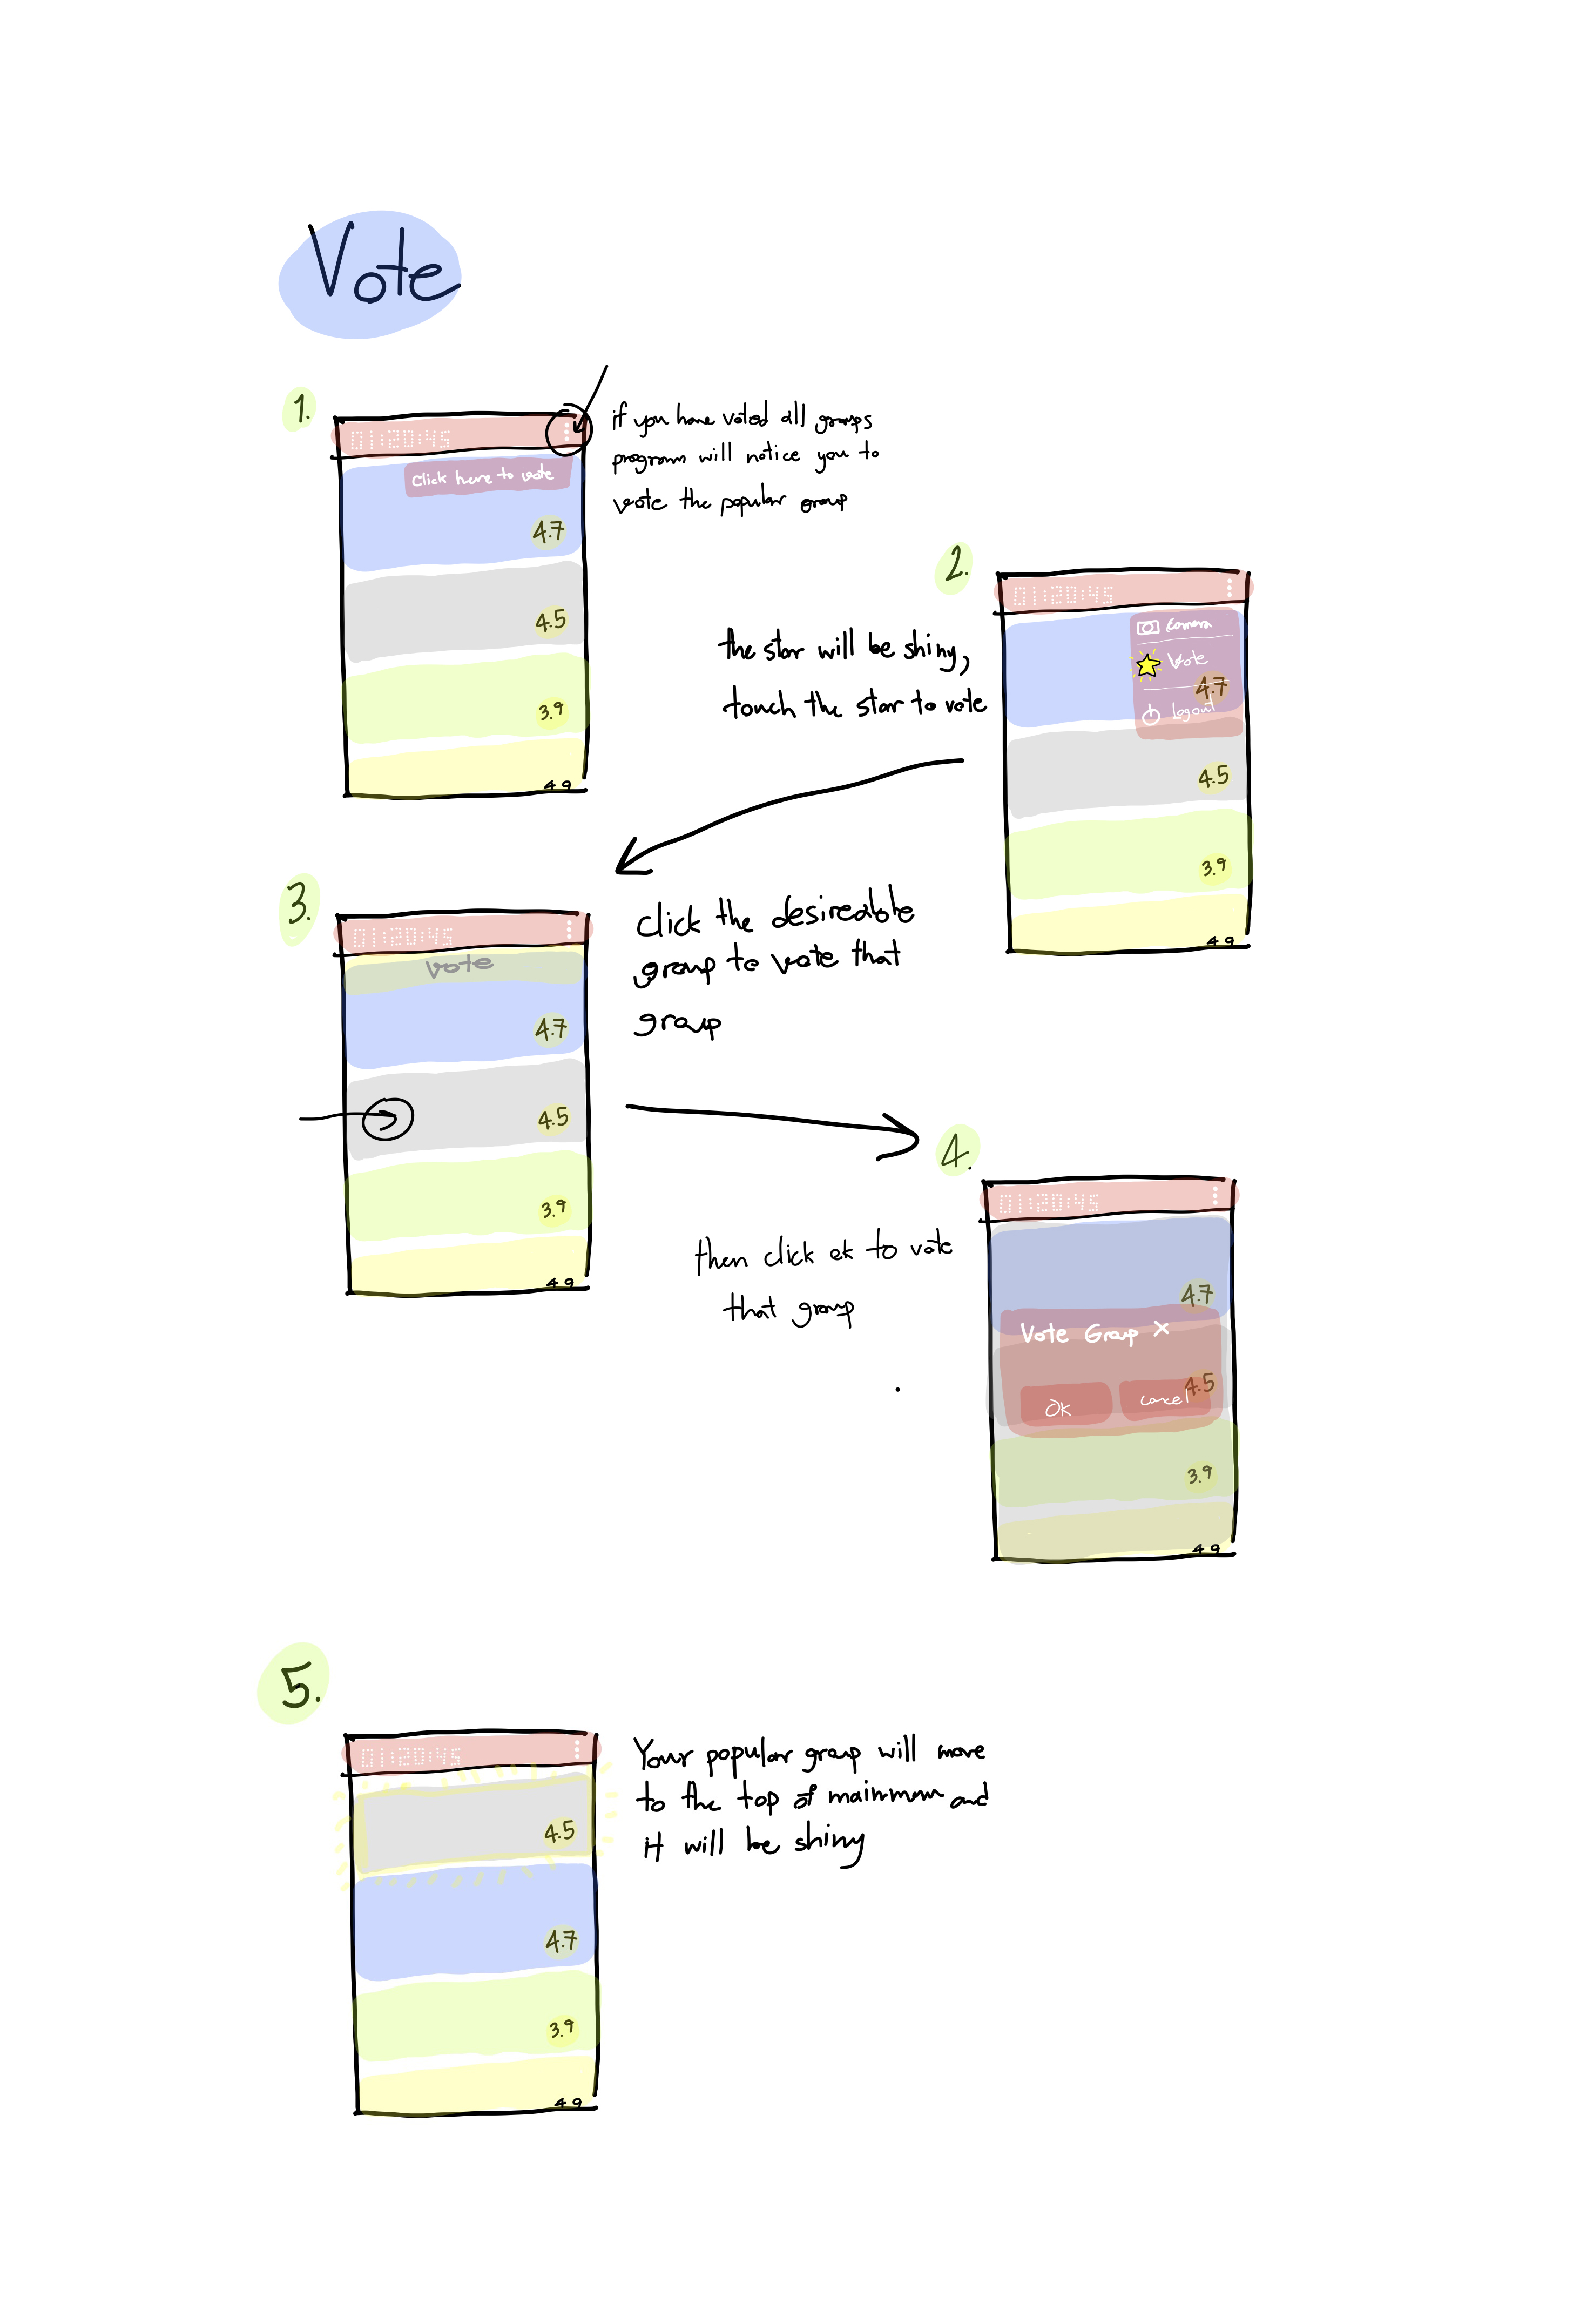 Vote
1.
01:20:45
Click here to vote
4.7
4.5
3.9
4.9
if you have voted all groups
program will notice you to
vote the popular group
2.
01:20:45
Camera
Vote
4.7
Logout
4.5
3.9
4.9
the star will be shiny,
touch the star to vote
3.
01:20:45
vote
4.7
4.5
3.9
4.9
click the desireable
group to vote that
group
4.
01:20:45
4.7
Vote Group X
4.5
Ok
cancel
3.9
4.9
then click ok to vote
that group
5.
01:20:45
4.5
4.7
3.9
4.9
Your popular group will move
to the top of and
it will be shiny